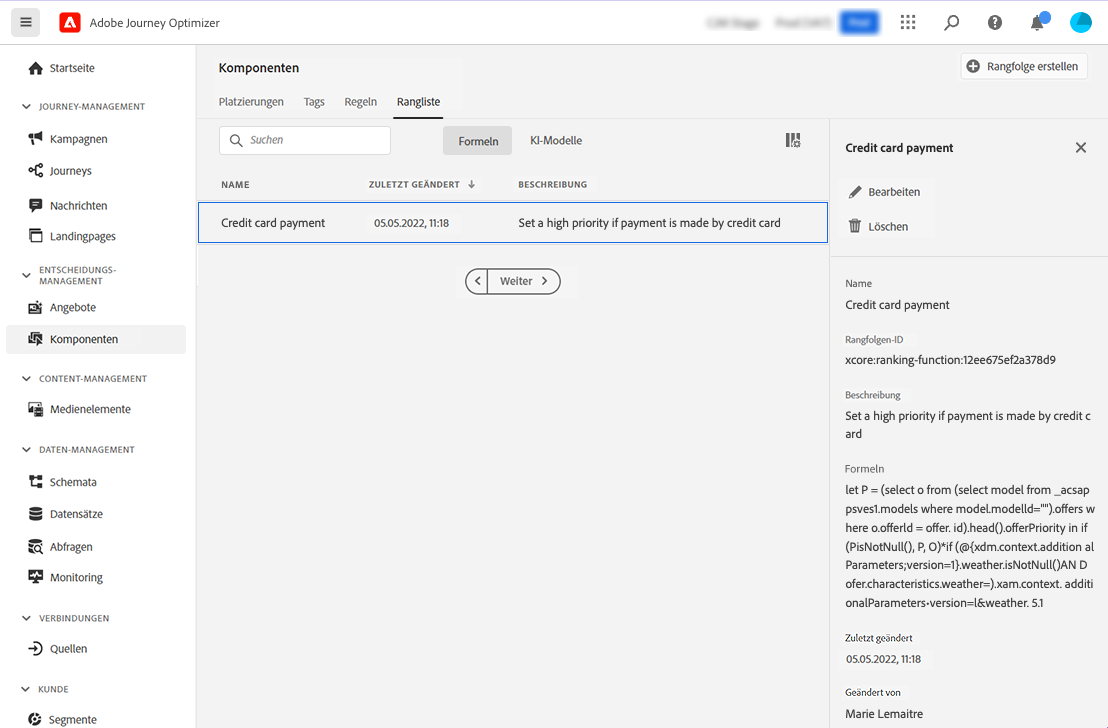 Adobe Journey Optimizer
Startseite
JOURNEY-MANAGEMENT
Kampagnen
Journeys
Nachrichten
Landingpages
ENTSCHEIDUNGS-
MANAGEMENT
Angebote
Komponenten
CONTENT-MANAGEMENT
Medienelemente
DATEN-MANAGEMENT
Schemata
Datensätze
Abfragen
Monitoring
VERBINDUNGEN
Quellen
KUNDE
Segmente
Komponenten
Rangfolge erstellen
Platzierungen Tags Regeln Rangliste
Suchen
Formeln KI-Modelle
NAME ZULETZT GEÄNDERT BESCHREIBUNG
Credit card payment 05.05.2022, 11:18 Set a high priority if payment is made by credit card
Weiter
Credit card payment
Bearbeiten
Löschen
Name
Credit card payment
Rangfolgen-ID
xcore:ranking-function:12ee675ef2a378d9
Beschreibung
Set a high priority if payment is made by credit c
ard
Formeln
let P = (select o from (select model from _acsap
psves1.models where model.modelId="").offers w
here o.offerId = offer. id).head().offerPriority in if
(PisNotNull(), P, O)*if (@{xdm.context.addition al
Parameters;version=1}.weather.isNotNull()AN D
ofer.characteristics.weather=).xam.context. additi
onalParameters•version=l&weather. 5.1
Zuletzt geändert
05.05.2022, 11:18
Geändert von
Marie Lemaitre